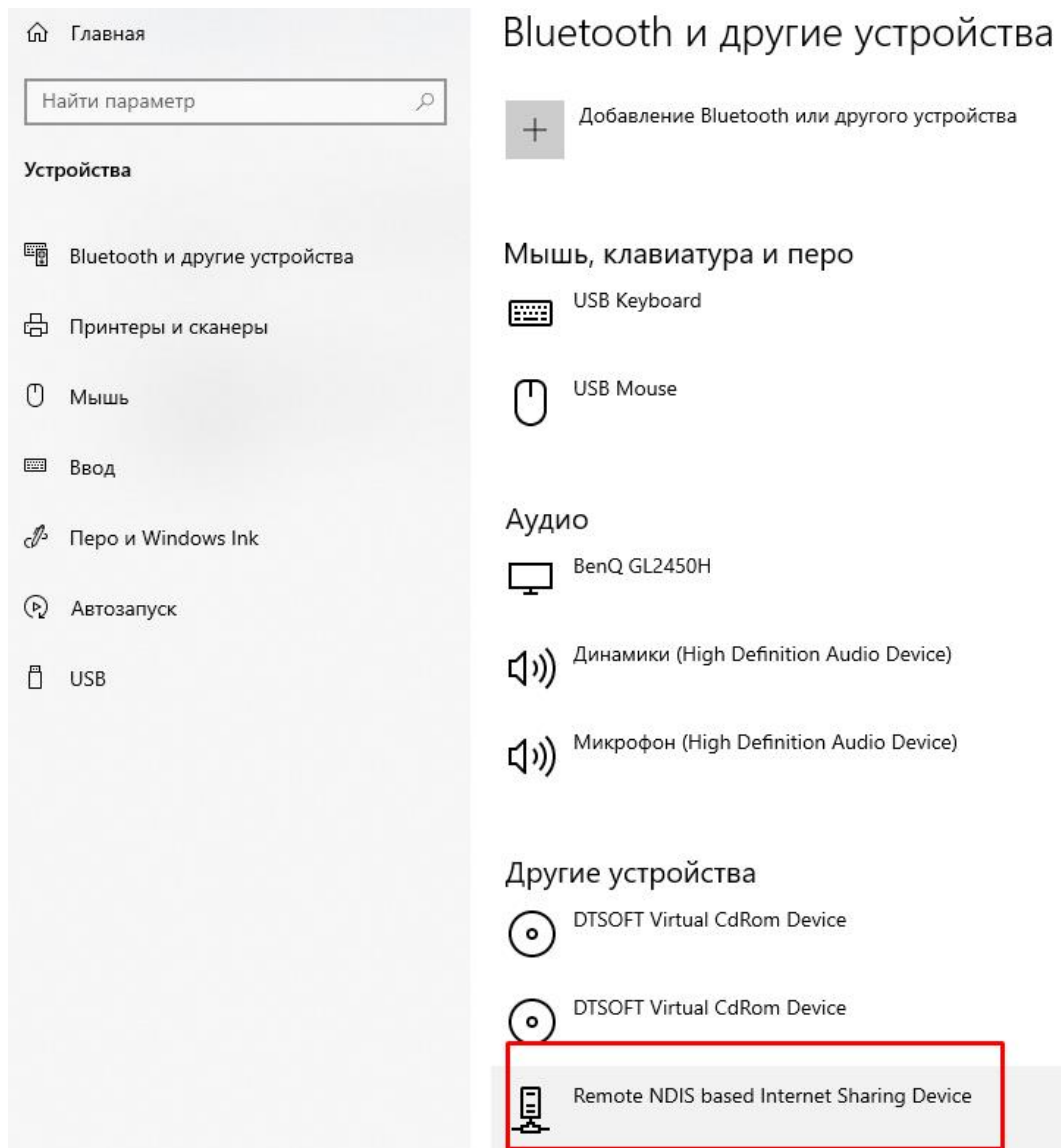 Главная
Найти параметр
Устройства
Bluetooth и другие устройства
Принтеры и сканеры
Мышь
Ввод
Перо и Windows Ink
Автозапуск
USB
Bluetooth и другие устройства
Добавление Bluetooth или другого устройства
Мышь, клавиатура и перо
USB Keyboard
USB Mouse
Аудио
BenQ GL2450H
Динамики (High Definition Audio Device)
Микрофон (High Definition Audio Device)
Другие устройства
DTSOFT Virtual CdRom Device
DTSOFT Virtual CdRom Device
Remote NDIS based Internet Sharing Device